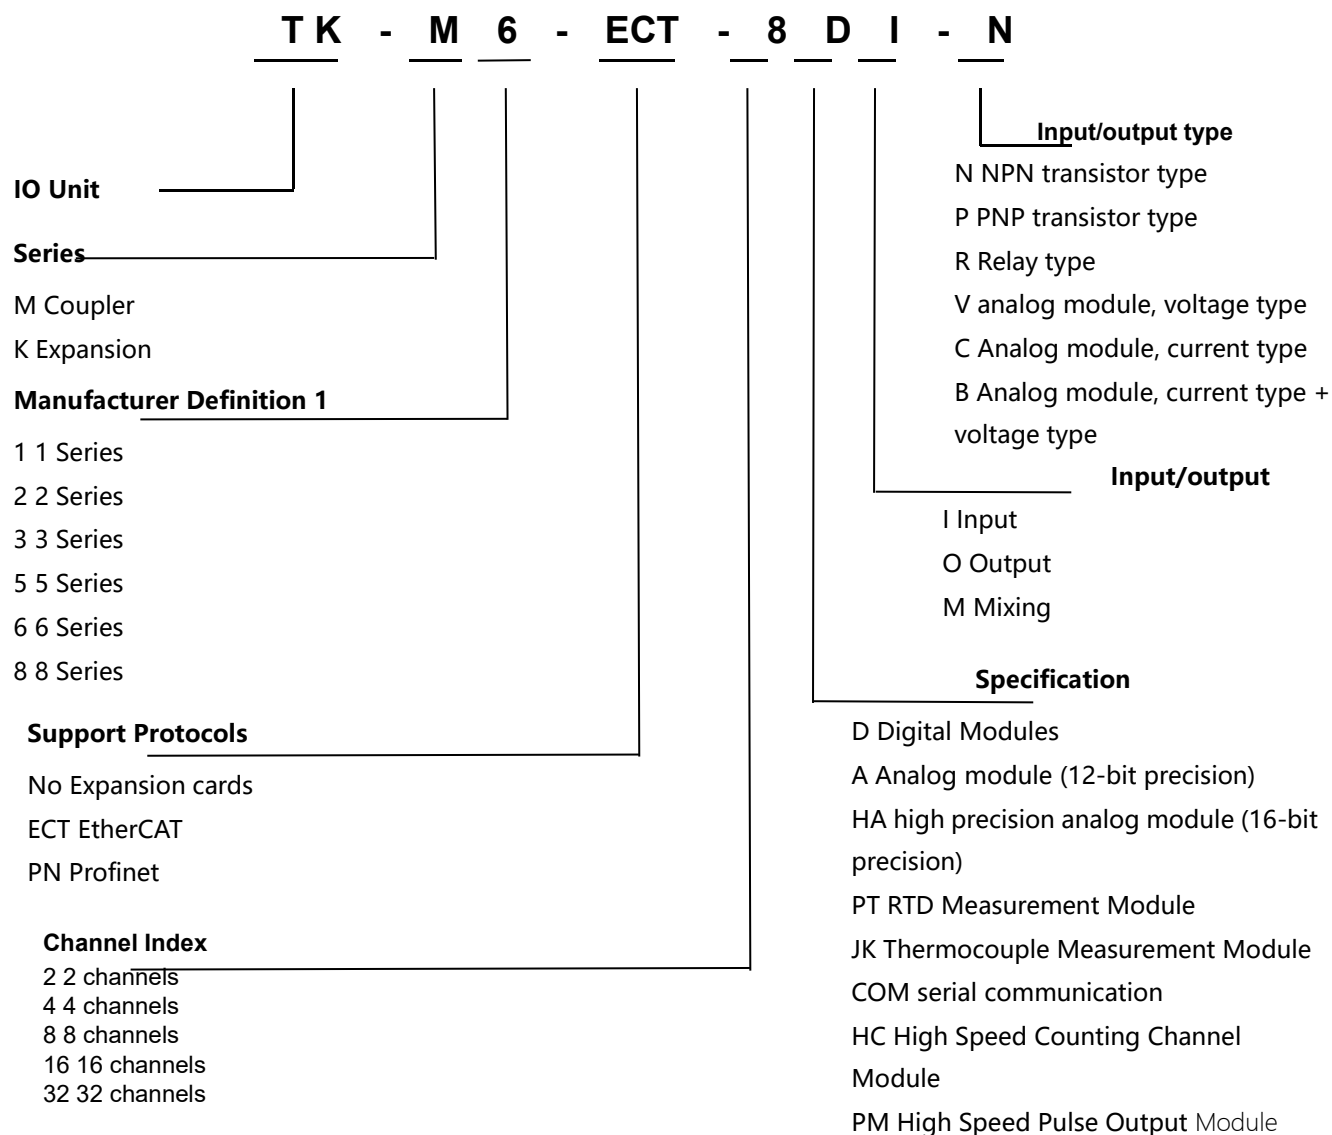 TK - M 6 - ECT - 8 D I - N
IO Unit
Series
M Coupler
K Expansion
Manufacturer Definition 1
1 1 Series
2 2 Series
3 3 Series
5 5 Series
6 6 Series
8 8 Series
Support Protocols
No Expansion cards
ECT EtherCAT
PN Profinet
Channel Index
2 2 channels
4 4 channels
8 8 channels
16 16 channels
32 32 channels
Input/output type
N NPN transistor type
P PNP transistor type
R Relay type
V analog module, voltage type
C Analog module, current type
B Analog module, current type +
voltage type
Input/output
I Input
O Output
M Mixing
Specification
D Digital Modules
A Analog module (12-bit precision)
HA high precision analog module (16-bit
precision)
PT RTD Measurement Module
JK Thermocouple Measurement Module
COM serial communication
HC High Speed Counting Channel
Module
PM High Speed Pulse Output Module